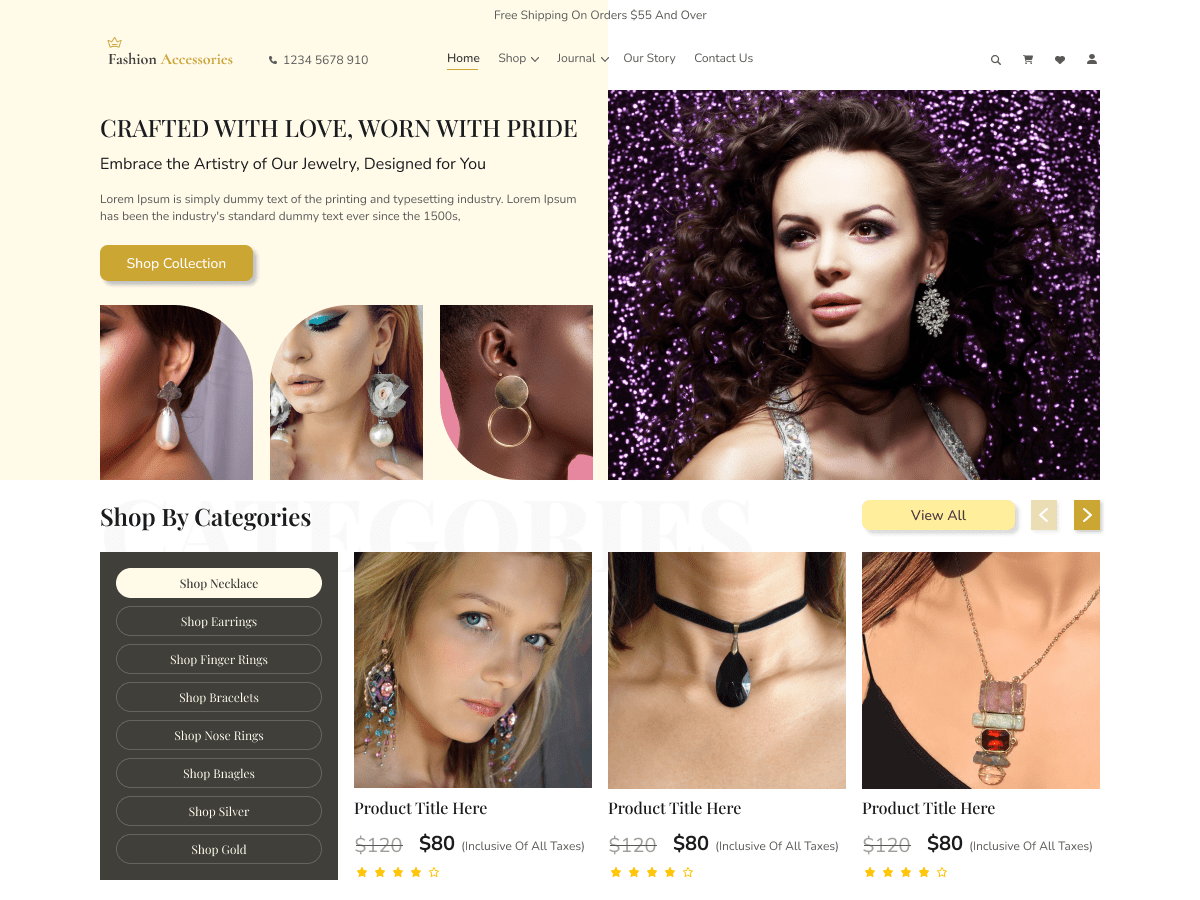 Free Shipping On Orders $55 And Over
Fashion Accessories
1234 5678 910
Home Shop Journal Our Story Contact Us
CRAFTED WITH LOVE, WORN WITH PRIDE
Embrace the Artistry of Our Jewelry, Designed for You
Lorem Ipsum is simply dummy text of the printing and typesetting industry. Lorem Ipsum
has been the industry's standard dummy text ever since the 1500s,
Shop Collection
CATEGORIES
Shop By Categories
View All
Shop Necklace
Shop Earrings
Shop Finger Rings
Shop Bracelets
Shop Nose Rings
Shop Bnagles
Shop Silver
Shop Gold
Product Title Here
$120 $80 (Inclusive Of All Taxes)
Product Title Here
$120 $80 (Inclusive Of All Taxes)
Product Title Here
$120 $80 (Inclusive Of All Taxes)